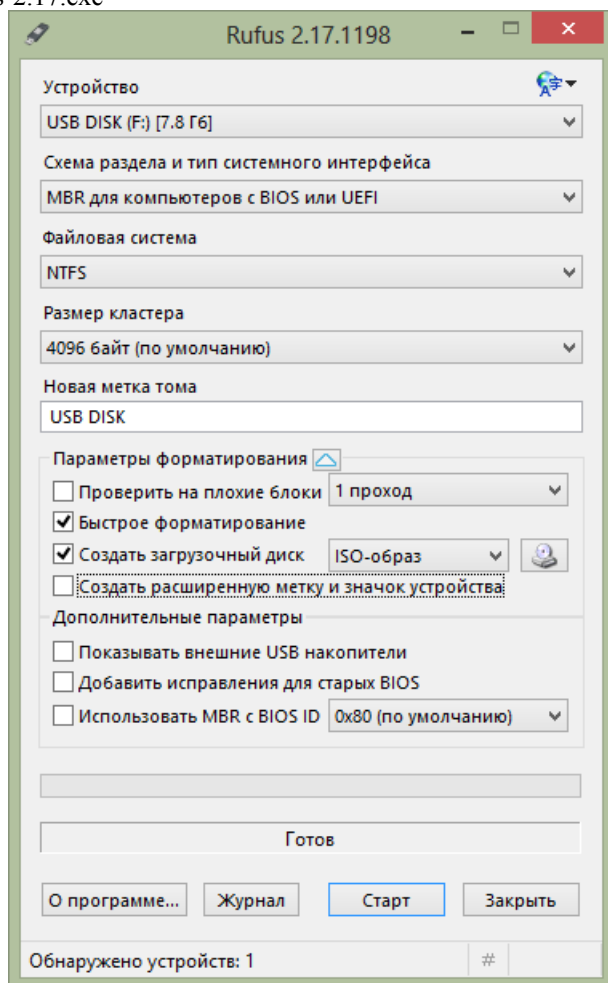 2.17.exe
Rufus 2.17.1198
Устройство
USB DISK (F:) [7.8 Гб]
Схема раздела и тип системного интерфейса
MBR для компьютеров с BIOS или UEFI
Файловая система
NTFS
Размер кластера
4096 байт (по умолчанию)
Новая метка тома
USB DISK
Параметры форматирования
Проверить на плохие блоки 1 проход
Быстрое форматирование
Создать загрузочный диск ISO-образ
Создать расширенную метку и значок устройства
Дополнительные параметры
Показывать внешние USB накопители
Добавить исправления для старых BIOS
Использовать MBR с BIOS ID 0x80 (по умолчанию)
Готов
О программе... Журнал Старт Закрыть
Обнаружено устройств: 1 #